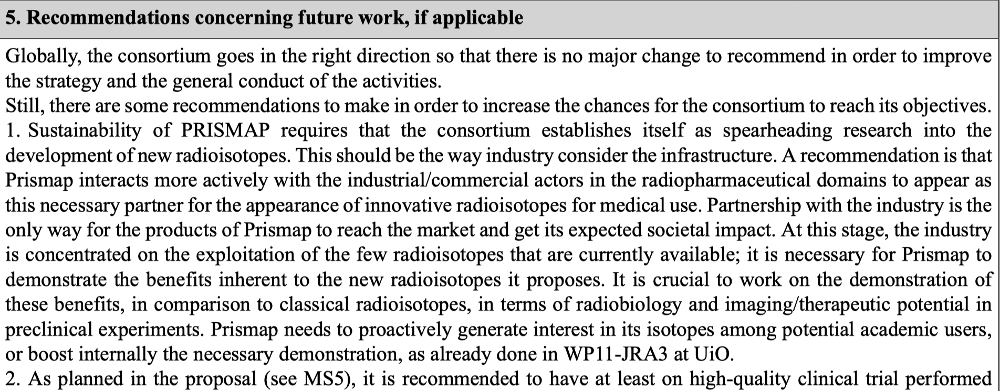 5. Recommendations concerning future work, if applicable
Globally, the consortium goes in the right direction so that there is no major change to recommend in order to improve
the strategy and the general conduct of the activities.
Still, there are some recommendations to make in order to increase the chances for the consortium to reach its objectives.
1. Sustainability of PRISMAP requires that the consortium establishes itself as spearheading research into the
development of new radioisotopes. This should be the way industry consider the infrastructure. A recommendation is that
Prismap interacts more actively with the industrial/commercial actors in the radiopharmaceutical domains to appear as
this necessary partner for the appearance of innovative radioisotopes for medical use. Partnership with the industry is the
only way for the products of Prismap to reach the market and get its expected societal impact. At this stage, the industry
is concentrated on the exploitation of the few radioisotopes that are currently available; it is necessary for Prismap to
demonstrate the benefits inherent to the new radioisotopes it proposes. It is crucial to work on the demonstration of
these benefits, in comparison to classical radioisotopes, in terms of radiobiology and imaging/therapeutic potential in
preclinical experiments. Prismap needs to proactively generate interest in its isotopes among potential academic users,
or boost internally the necessary demonstration, as already done in WP11-JRA3 at UiO.
2. As planned in the proposal (see MS5), it is recommended to have at least on high-quality clinical trial performed